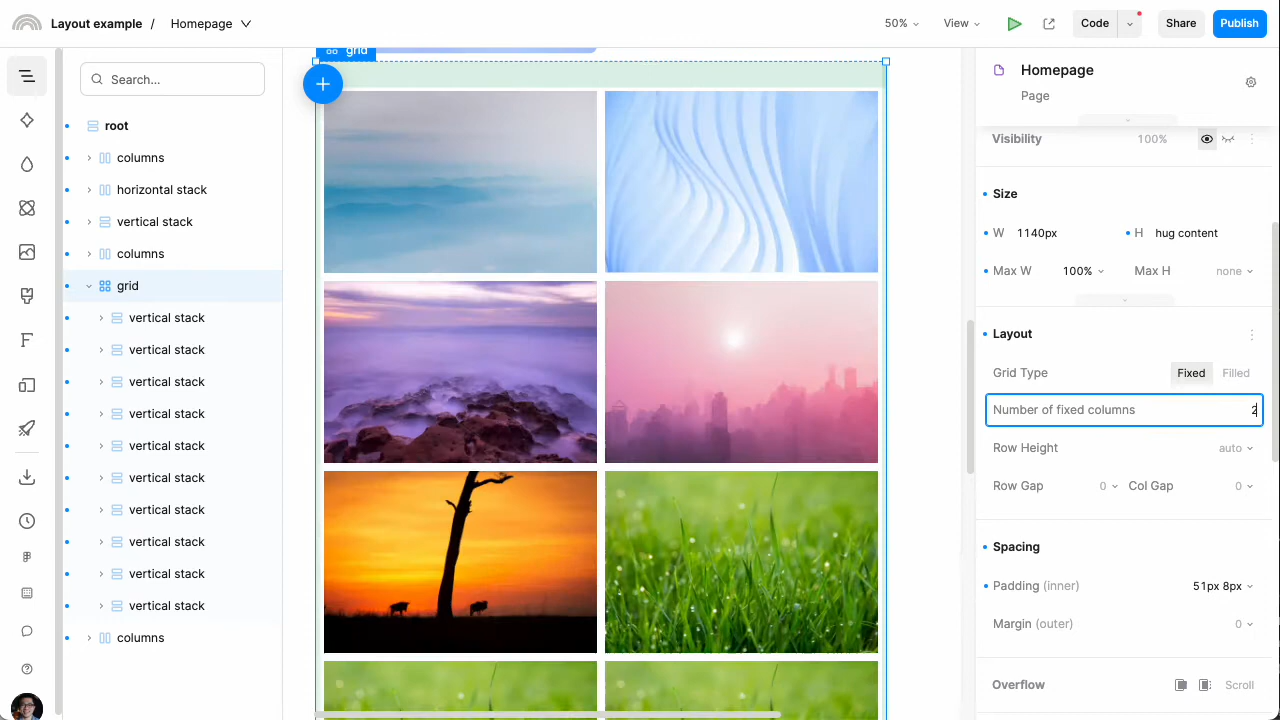 Layout example / Homepage
50% View Code Share Publish
Search...
root
columns
horizontal stack
vertical stack
columns
grid
vertical stack
vertical stack
vertical stack
vertical stack
vertical stack
vertical stack
vertical stack
vertical stack
vertical stack
vertical stack
columns
grid
Homepage
Page
Visibility 100%
Size
W 1140px H hug content
Max W 100% Max H none
Layout
Grid Type Fixed Filled
Number of fixed columns 2
Row Height auto
Row Gap 0 Col Gap 0
Spacing
Padding (inner) 51px 8px
Margin (outer) 0
Overflow Scroll